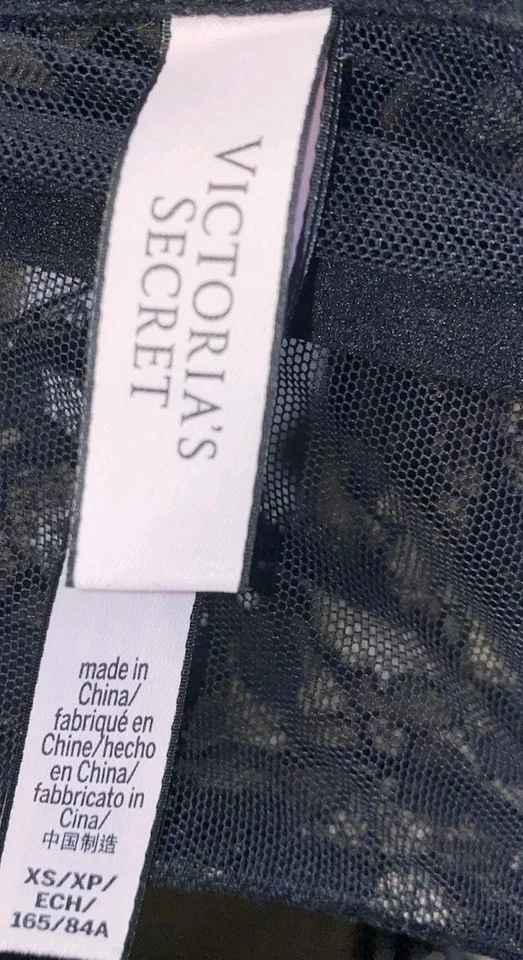 VICTORIA'S
SECRET
made in
China/
fabriqué en
Chine/hecho
en China/
fabbricato in
Cina/
中国制造
XS/XP/
ECH/
165/84A